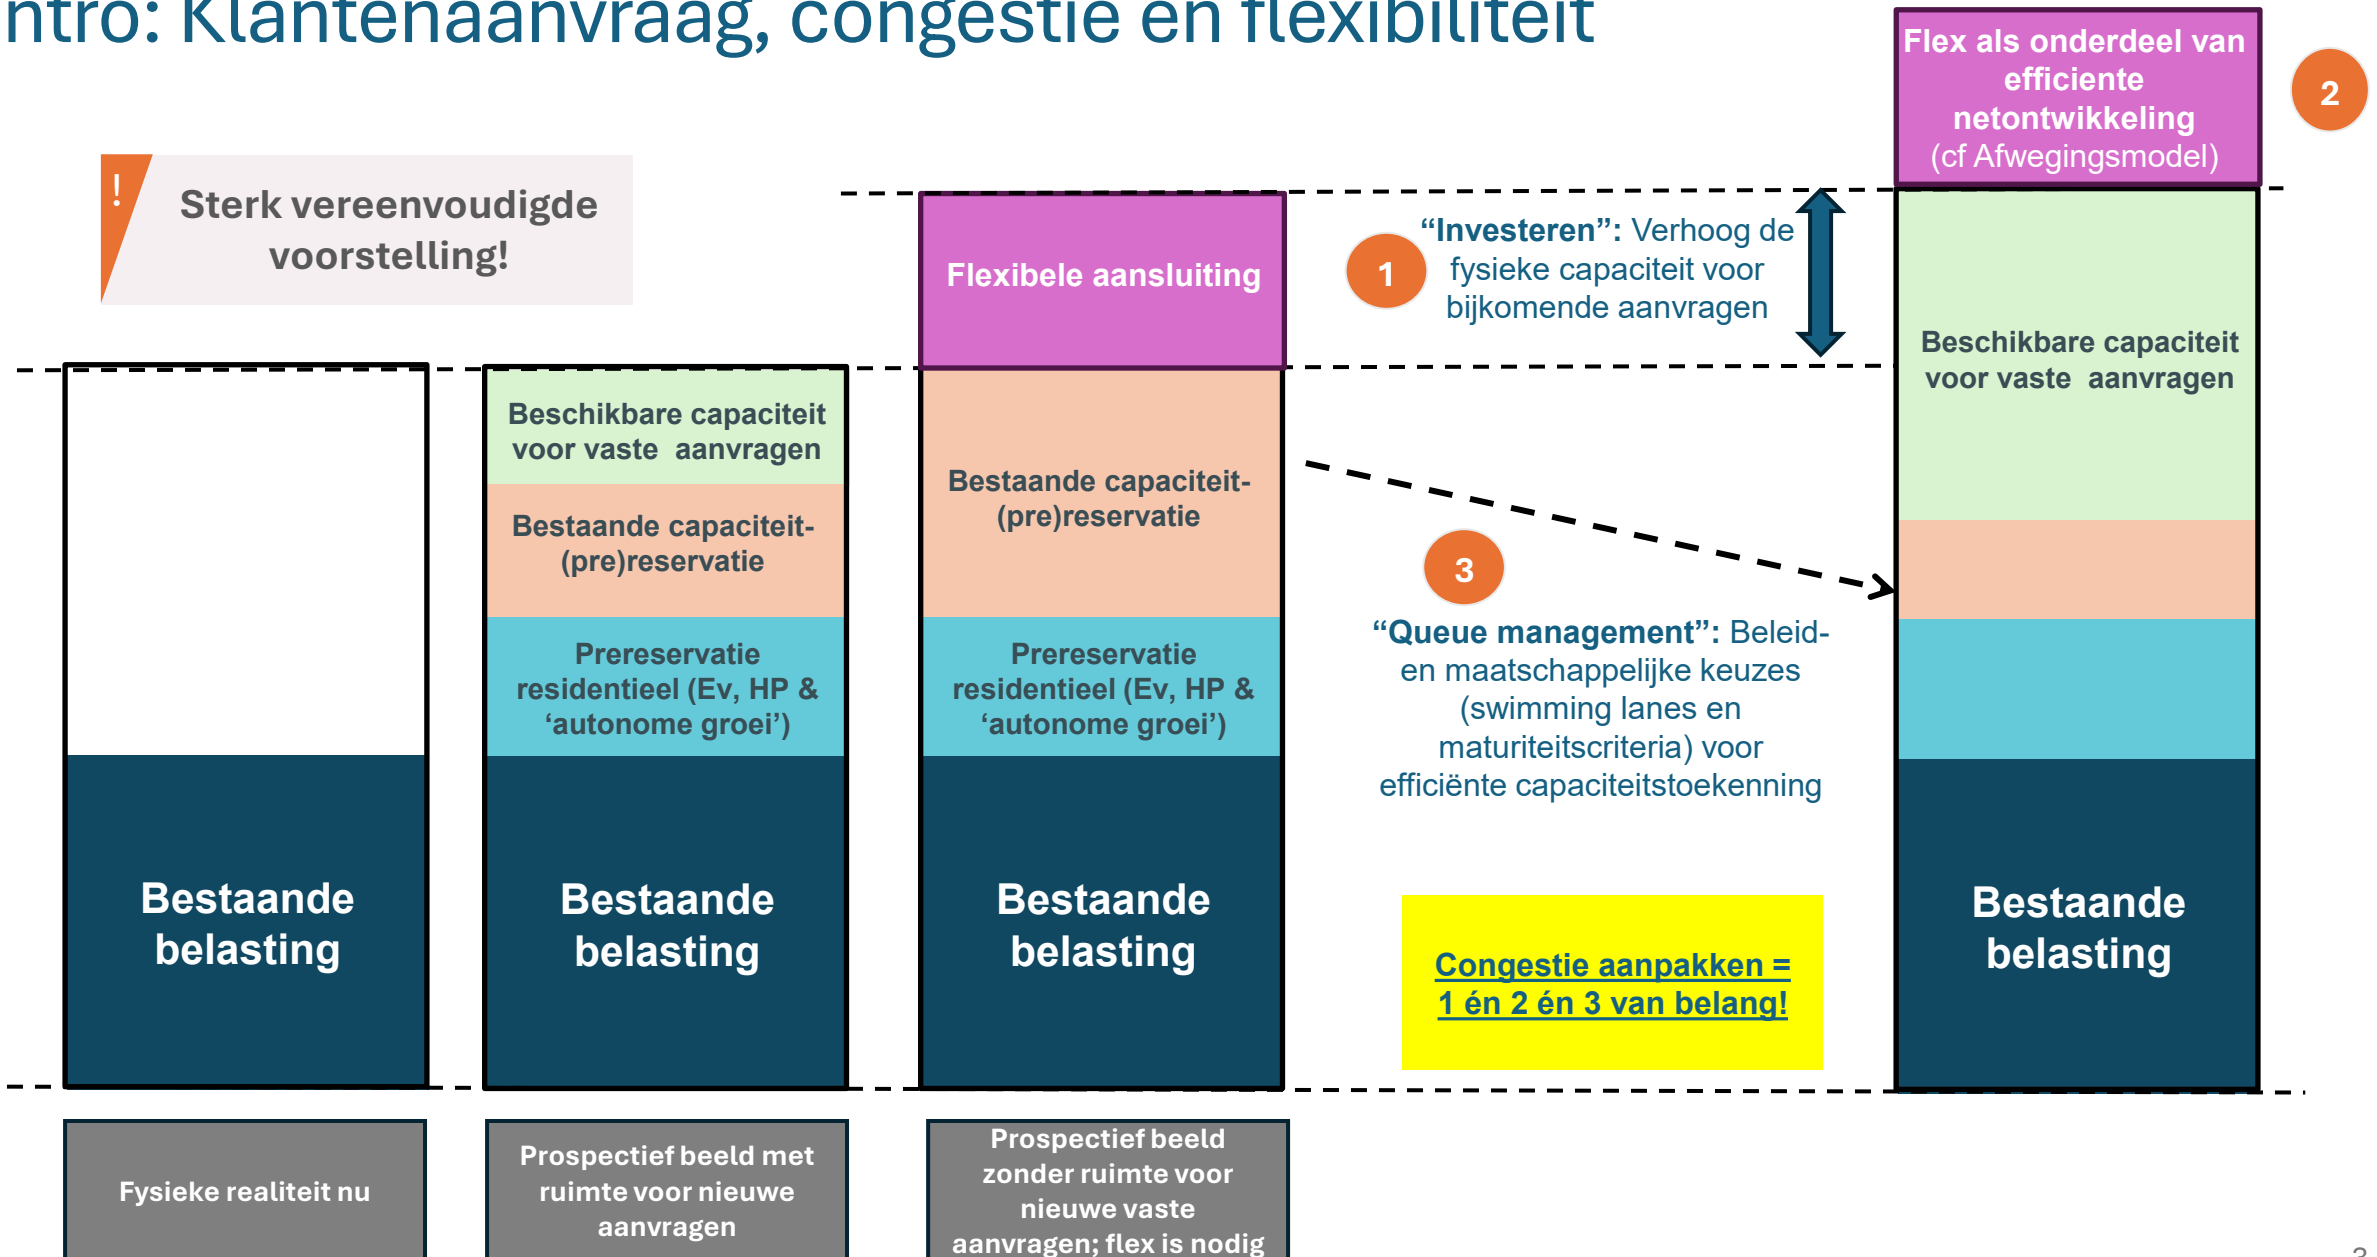 ntro: Klantenaanvraag, congestie en flexibiliteit
!
Sterk vereenvoudigde
voorstelling!
Bestaande
belasting
Fysieke realiteit nu
Beschikbare capaciteit
voor vaste aanvragen
Bestaande capaciteit-
(pre)reservatie
Prereservatie
residentieel (Ev, HP &
‘autonome groei’)
Bestaande
belasting
Prospectief beeld met
ruimte voor nieuwe
aanvragen
Flexibele aansluiting
Bestaande capaciteit-
(pre)reservatie
Prereservatie
residentieel (Ev, HP &
‘autonome groei’)
Bestaande
belasting
Prospectief beeld
zonder ruimte voor
nieuwe vaste
aanvragen; flex is nodig
1
“Investeren”: Verhoog de
fysieke capaciteit voor
bijkomende aanvragen
3
“Queue management”: Beleid-
en maatschappelijke keuzes
(swimming lanes en
maturiteitscriteria) voor
efficiënte capaciteitstoekenning
Congestie aanpakken =
1 én 2 én 3 van belang!
Flex als onderdeel van
efficiente
netontwikkeling
(cf Afwegingsmodel)
2
Beschikbare capaciteit
voor vaste aanvragen
Bestaande
belasting